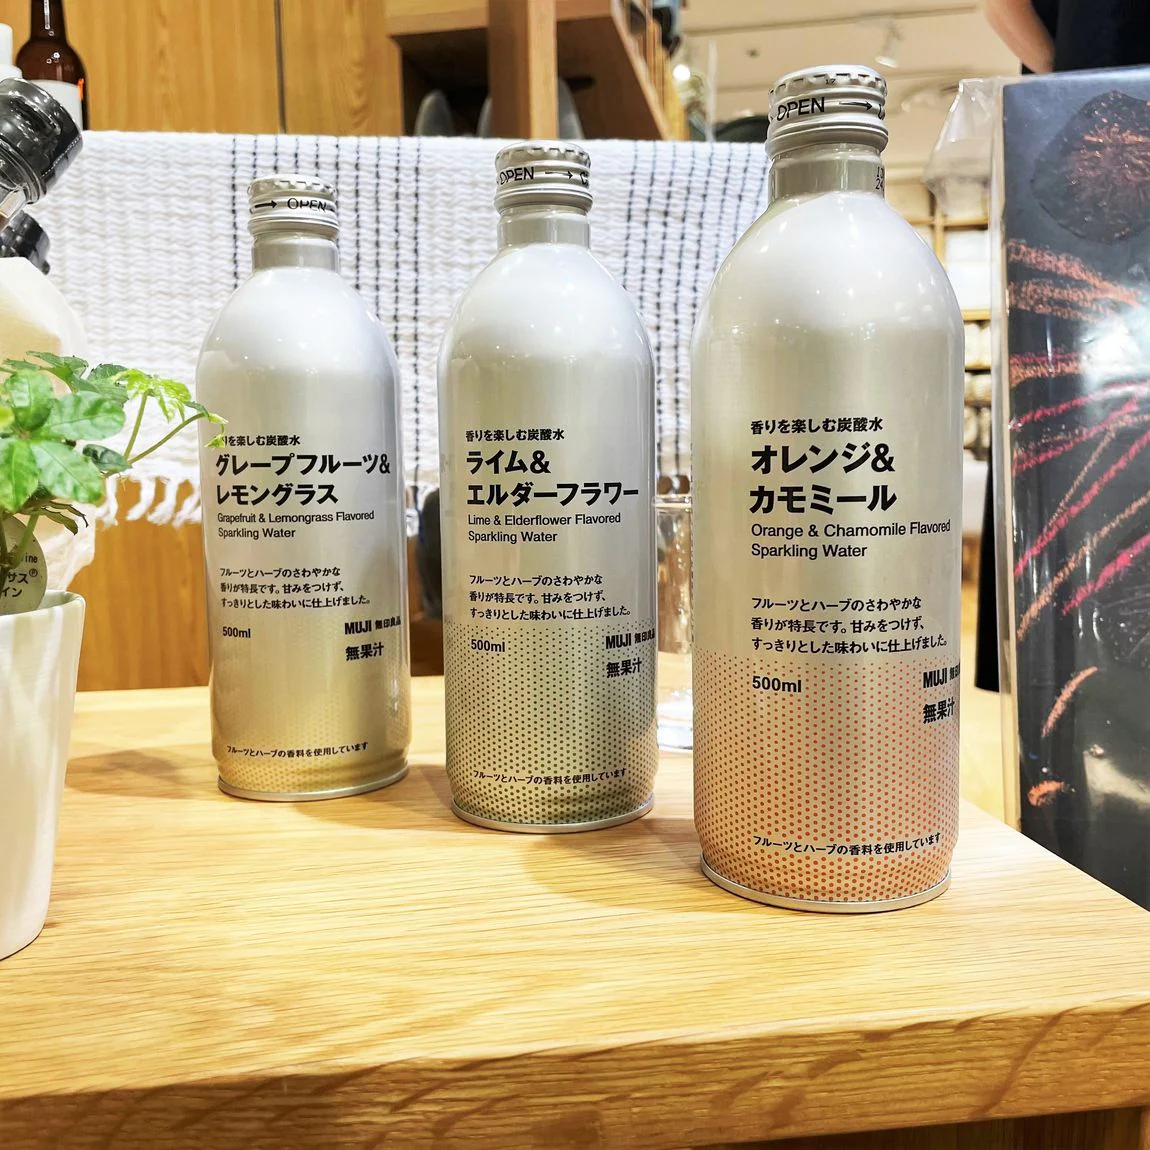 OPEN
香りを楽しむ炭酸水
グレープフルーツ&
レモングラス
Grapefruit & Lemongrass Flavored
Sparkling Water
フルーツとハーブのさわやかな
香りが特長です。甘みをつけず、
すっきりとした味わいに仕上げました。
500ml
MUJI 無印良品
無果汁
フルーツとハーブの香料を使用しています
OPEN
香りを楽しむ炭酸水
ライム&
エルダーフラワー
Lime & Elderflower Flavored
Sparkling Water
フルーツとハーブのさわやかな
香りが特長です。甘みをつけず、
すっきりとした味わいに仕上げました。
500ml
MUJI 無印良品
無果汁
フルーツとハーブの香料を使用しています
OPEN
香りを楽しむ炭酸水
オレンジ&
カモミール
Orange & Chamomile Flavored
Sparkling Water
フルーツとハーブのさわやかな
香りが特長です。甘みをつけず、
すっきりとした味わいに仕上げました。
500ml
MUJI 無印
無果汁
フルーツとハーブの香料を使用しています